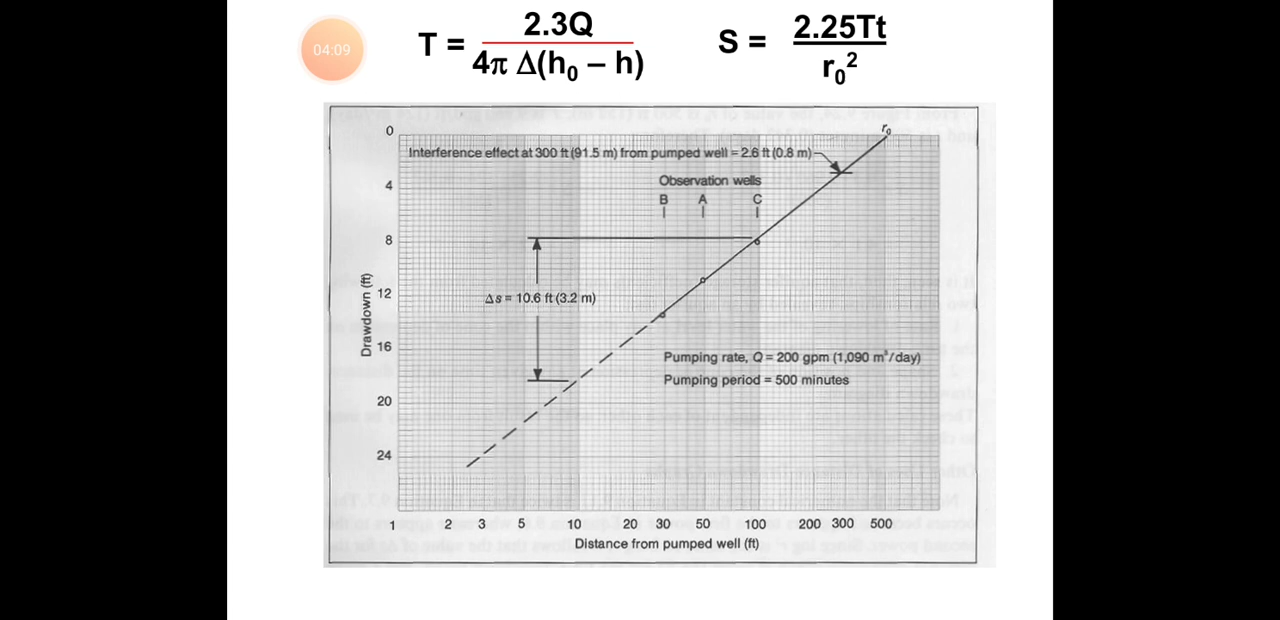 04:09
T = 2.3Q / 4π Δ(h₀ – h)
S = 2.25Tt / r₀²
r₀
0
Interference effect at 300 ft (91.5 m) from pumped well = 2.6 ft (0.8 m)
4
Observation wells
B A C
8
Δs = 10.6 ft (3.2 m)
12
Drawdown (ft)
16
Pumping rate, Q = 200 gpm (1,090 m³/day)
Pumping period = 500 minutes
20
24
1 2 3 5 10 20 30 50 100 200 300 500
Distance from pumped well (ft)